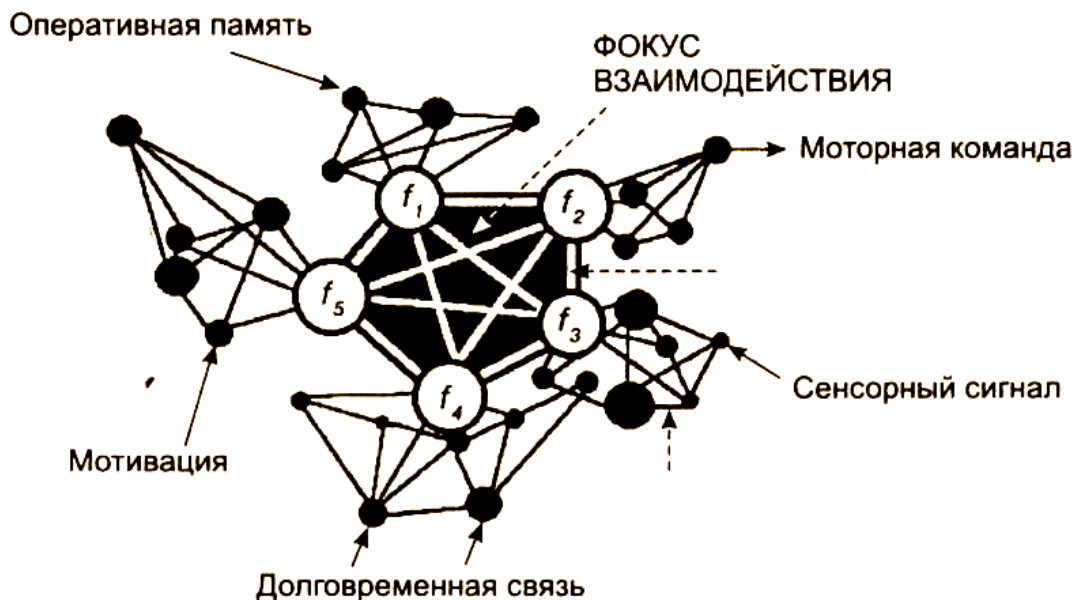 Оперативная память
ФОКУС
ВЗАИМОДЕЙСТВИЯ
Моторная команда
f1
f2
f5
f3
Сенсорный сигнал
f4
Мотивация
Долговременная связь